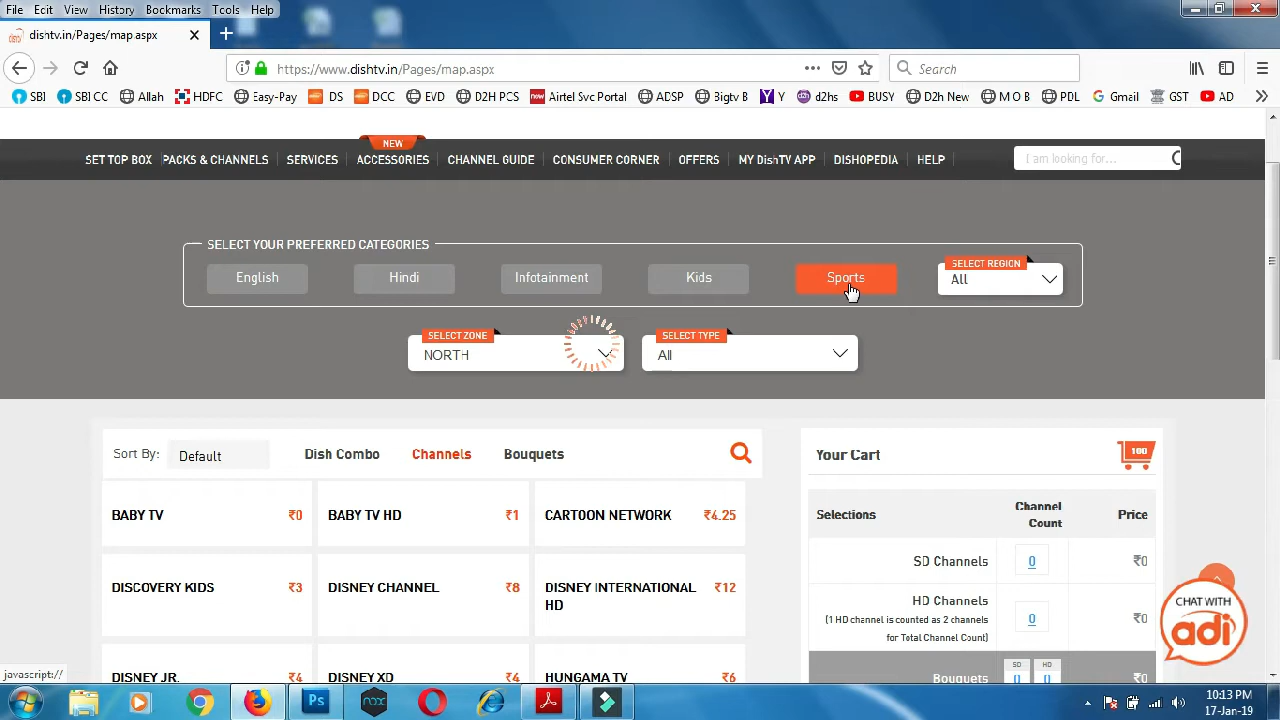 File Edit View History Bookmarks Tools Help
dishtv.in/Pages/map.aspx
https://www.dishtv.in/Pages/map.aspx
Search
SBI SBI CC Allah HDFC Easy-Pay DS DCC EVD D2H PCS Airtel Svc Portal ADSP Bigtv B Y d2hs BUSY D2h New M O B PDL Gmail GST AD
NEW
SET TOP BOX PACKS & CHANNELS SERVICES ACCESSORIES CHANNEL GUIDE CONSUMER CORNER OFFERS MY DishTV APP DISHOPEDIA HELP
I am looking for...
SELECT YOUR PREFERRED CATEGORIES
English Hindi Infotainment Kids Sports
SELECT REGION
All
SELECT ZONE
NORTH
SELECT TYPE
All
Sort By: Default Dish Combo Channels Bouquets
BABY TV ₹0
BABY TV HD ₹1
CARTOON NETWORK ₹4.25
DISCOVERY KIDS ₹3
DISNEY CHANNEL ₹8
DISNEY INTERNATIONAL ₹12
HD
DISNEY JR. ₹4
DISNEY XD ₹4
HUNGAMA TV ₹6
Your Cart 100
Selections Channel Count Price
SD Channels 0 ₹0
HD Channels
(1 HD channel is counted as 2 channels
for Total Channel Count)
0 ₹0
SD HD
Bouquets 0 0 ₹0
CHAT WITH
adi
javascript://
Ps
10:13 PM
17-Jan-19